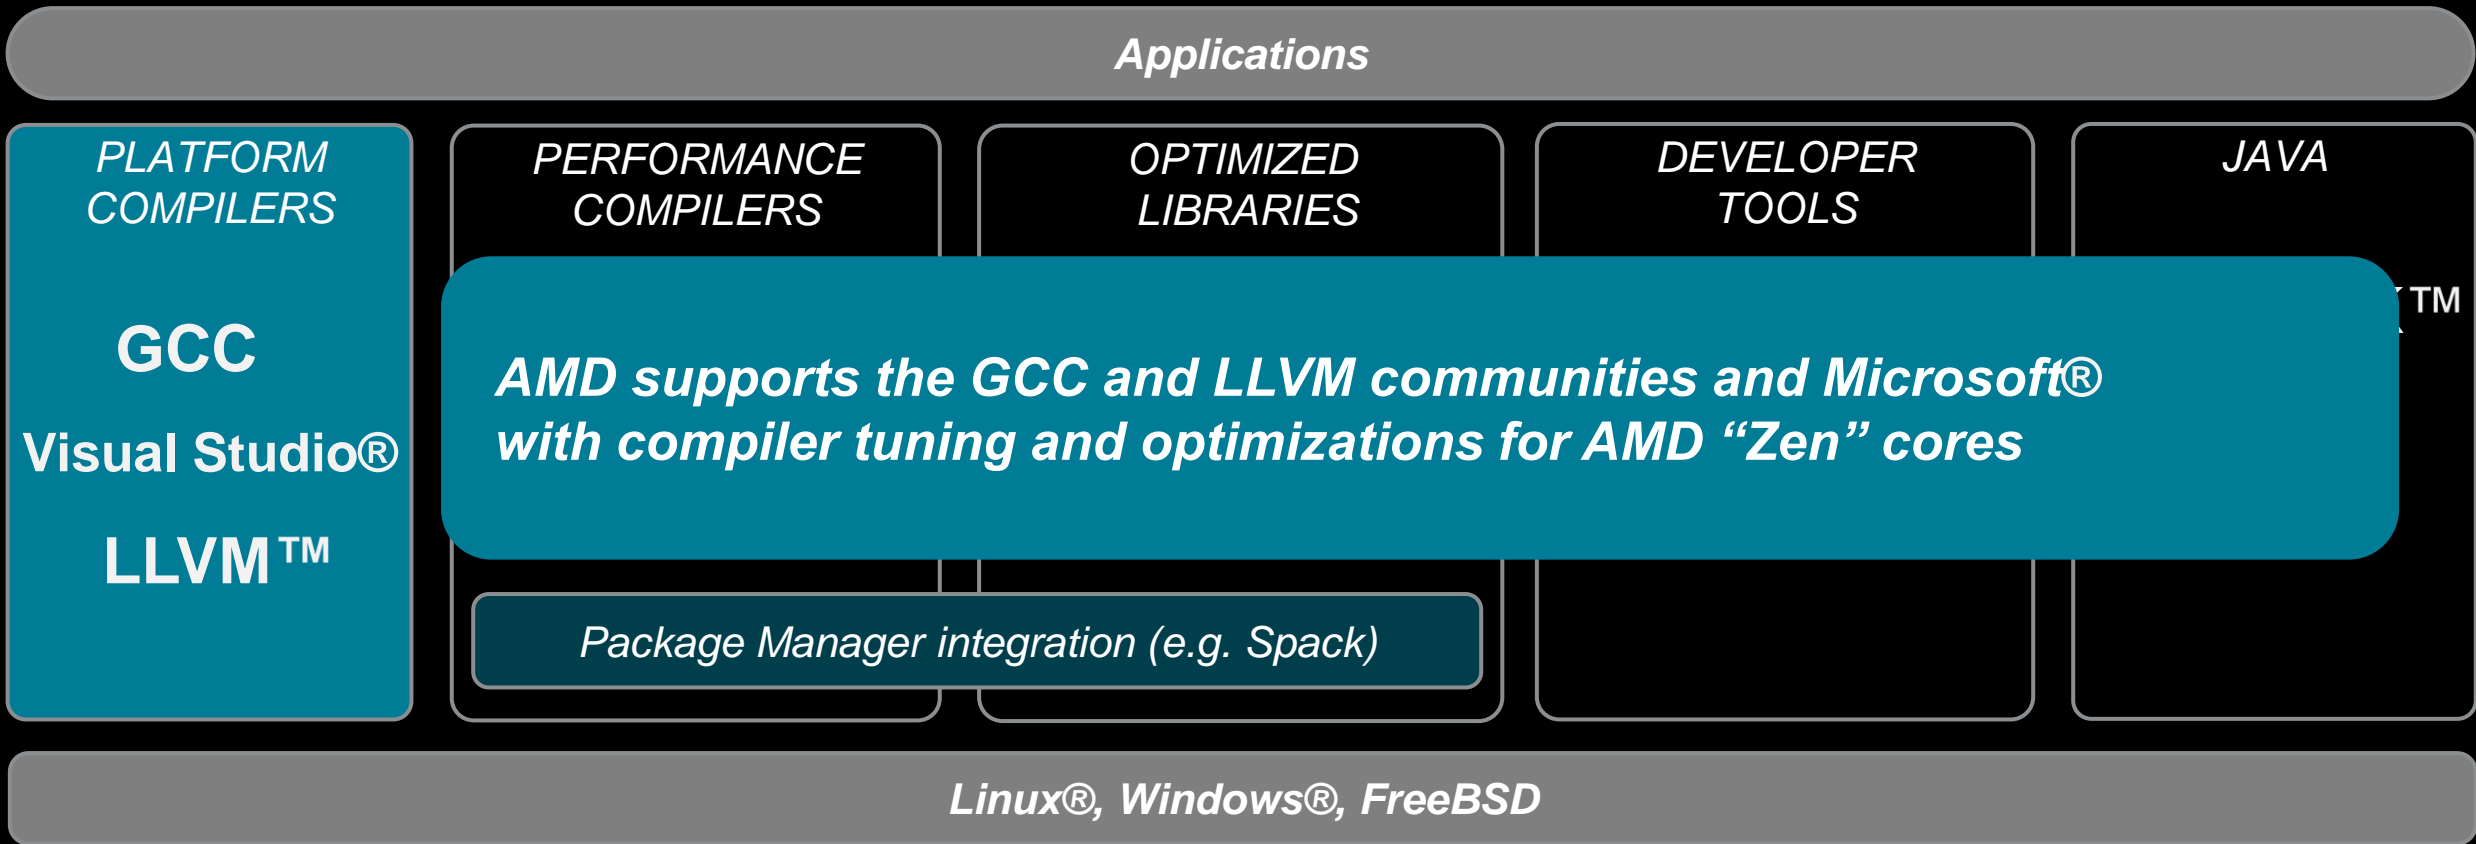 Applications
PLATFORM
COMPILERS
GCC
Visual Studio®
LLVM™
PERFORMANCE
COMPILERS
OPTIMIZED
LIBRARIES
DEVELOPER
TOOLS
JAVA
™
AMD supports the GCC and LLVM communities and Microsoft®
with compiler tuning and optimizations for AMD “Zen” cores
Package Manager integration (e.g. Spack)
Linux®, Windows®, FreeBSD